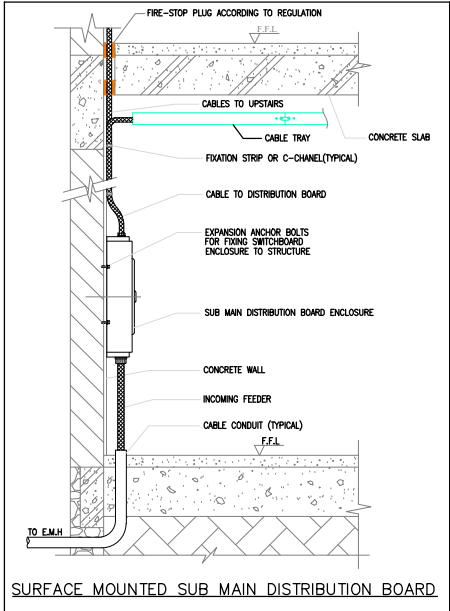 FIRE-STOP PLUG ACCORDING TO REGULATION
F.F.L
CABLES TO UPSTAIRS
CABLE TRAY
CONCRETE SLAB
FIXATION STRIP OR C-CHANEL(TYPICAL)
CABLE TO DISTRIBUTION BOARD
EXPANSION ANCHOR BOLTS
FOR FIXING SWITCHBOARD
ENCLOSURE TO STRUCTURE
SUB MAIN DISTRIBUTION BOARD ENCLOSURE
CONCRETE WALL
INCOMING FEEDER
CABLE CONDUIT (TYPICAL)
F.F.L
TO E.M.H
SURFACE MOUNTED SUB MAIN DISTRIBUTION BOARD